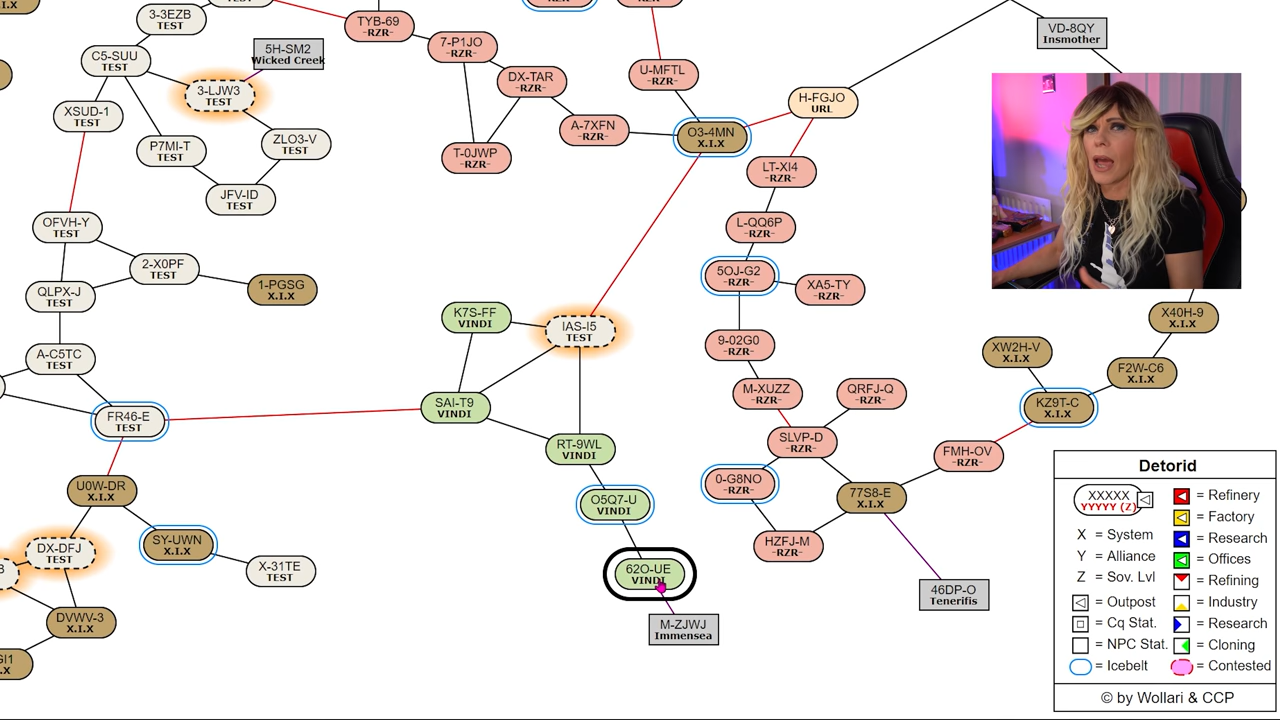 I.X
3-3EZB
TEST
TEST
TYB-69
-RZR-
-RZR-
-RZR-
VD-8QY
Insmother
C5-SUU
TEST
5H-SM2
Wicked Creek
7-P1JO
-RZR-
U-MFTL
-RZR-
DX-TAR
-RZR-
3-LJW3
TEST
H-FGJO
URL
XSUD-1
TEST
A-7XFN
-RZR-
O3-4MN
X.I.X
P7MI-T
TEST
ZLO3-V
TEST
T-0JWP
-RZR-
LT-XI4
-RZR-
JFV-ID
TEST
OFVH-Y
TEST
L-QQ6P
-RZR-
2-X0PF
TEST
5OJ-G2
-RZR-
QLPX-J
TEST
1-PGSG
X.I.X
XA5-TY
-RZR-
K7S-FF
VINDI
IAS-I5
TEST
X40H-9
X.I.X
9-02G0
-RZR-
A-C5TC
TEST
XW2H-V
X.I.X
F2W-C6
X.I.X
M-XUZZ
-RZR-
QRFJ-Q
-RZR-
SAI-T9
VINDI
KZ9T-C
X.I.X
FR46-E
TEST
SLVP-D
-RZR-
RT-9WL
VINDI
FMH-OV
-RZR-
U0W-DR
X.I.X
0-G8NO
-RZR-
77S8-E
X.I.X
O5Q7-U
VINDI
SY-UWN
X.I.X
HZFJ-M
-RZR-
DX-DFJ
TEST
X-31TE
TEST
62O-UE
VINDI
46DP-O
Tenerifis
DVWV-3
X.I.X
M-ZJWJ
Immensea
GI1
.X
Detorid
XXXXX
YYYYY (Z)
X = System
Y = Alliance
Z = Sov. Lvl
= Outpost
= Cq Stat.
= NPC Stat.
= Icebelt
= Refinery
= Factory
= Research
= Offices
= Refining
= Industry
= Research
= Cloning
= Contested
© by Wollari & CCP